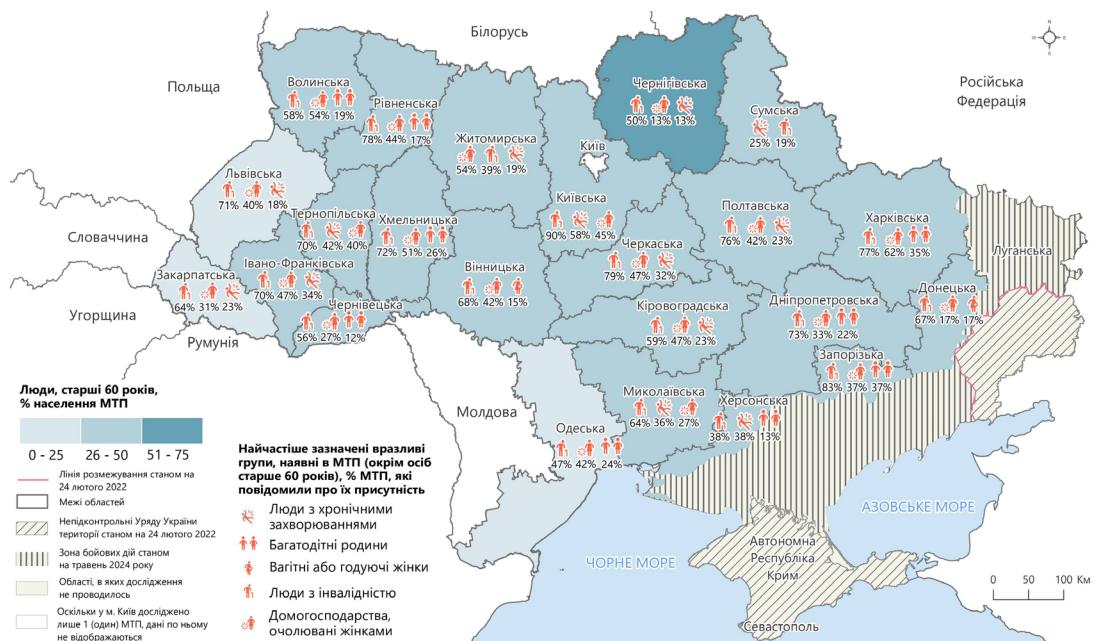 Білорусь
Польща
Російська
Федерація
Волинська
58% 54% 19%
Рівненська
78% 44% 17%
Житомирська
54% 39% 19%
Чернігівська
50% 13% 13%
Сумська
25% 19%
Київ
Львівська
71% 40% 18%
Тернопільська
70% 42% 40%
Хмельницька
72% 51% 26%
Київська
90% 58% 45%
Полтавська
76% 42% 23%
Харківська
77% 62% 35%
Луганська
Словаччина
Черкаська
79% 47% 32%
Закарпатська
64% 31% 23%
Івано-Франківська
70% 47% 34%
Вінницька
68% 42% 15%
Чернівецька
56% 27% 12%
Кіровоградська
59% 47% 23%
Дніпропетровська
73% 33% 22%
Донецька
67% 17% 17%
Угорщина
Румунія
Запорізька
83% 37% 37%
Миколаївська
64% 36% 27%
Херсонська
38% 38% 13%
Молдова
Одеська
47% 42% 24%
АЗОВСЬКЕ МОРЕ
ЧОРНЕ МОРЕ
Автономна
Республіка
Крим
Севастополь
Люди, старші 60 років,
% населення МТП
0 - 25 26 - 50 51 - 75
Лінія розмежування станом на
24 лютого 2022
Межі областей
Непідконтрольні Уряду України
території станом на 24 лютого 2022
Зона бойових дій станом
на травень 2024 року
Області, в яких дослідження
не проводилось
Оскільки у м. Київ досліджено
лише 1 (один) МТП, дані по ньому
не відображаються
Найчастіше зазначені вразливі
групи, наявні в МТП (окрім осіб
старше 60 років), % МТП, які
повідомили про їх присутність
Люди з хронічними
захворюваннями
Багатодітні родини
Вагітні або годуючі жінки
Люди з інвалідністю
Домогосподарства,
очолювані жінками
0 50 100 Км
N
W E
S